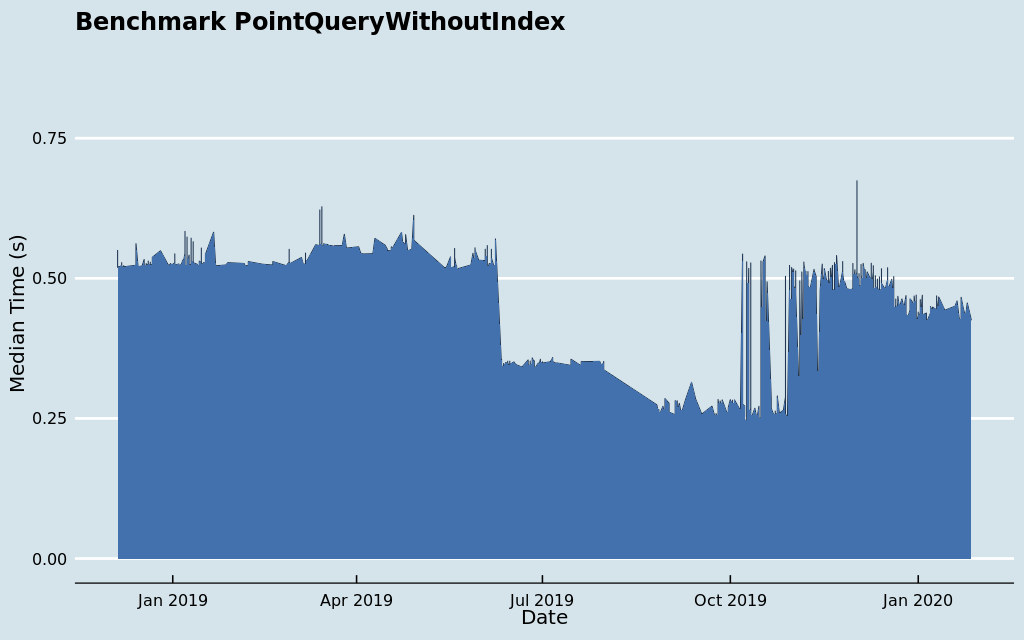 Benchmark PointQueryWithoutIndex
Median Time (s)
0.75
0.50
0.25
0.00
Jan 2019 Apr 2019 Jul 2019 Oct 2019 Jan 2020
Date